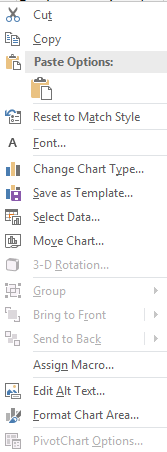 Cut
Copy
Paste Options:
Reset to Match Style
Font...
Change Chart Type...
Save as Template...
Select Data...
Move Chart...
3-D Rotation...
Group
Bring to Front
Send to Back
Assign Macro...
Edit Alt Text...
Format Chart Area...
PivotChart Options...